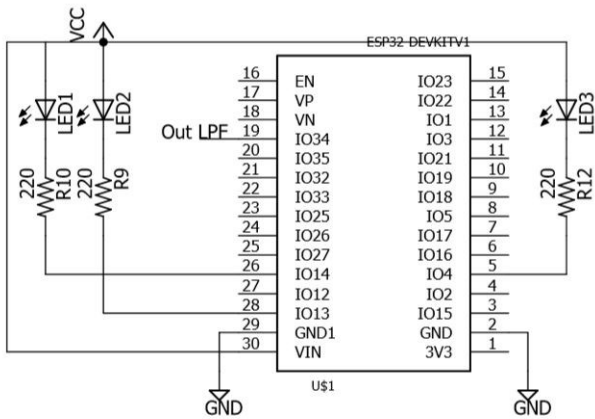 VCC
ESP32 DEVKITV1
LED1
LED2
LED3
Out LPF
220
R10
220
R9
220
R12
16 EN IO23 15
17 VP IO22 14
18 VN IO1 13
19 IO34 IO3 12
20 IO35 IO21 11
21 IO32 IO19 10
22 IO33 IO18 9
23 IO25 IO5 8
24 IO26 IO17 7
25 IO27 IO16 6
26 IO14 IO4 5
27 IO12 IO2 4
28 IO13 IO15 3
29 GND1 GND 2
30 VIN 3V3 1
U$1
GND
GND